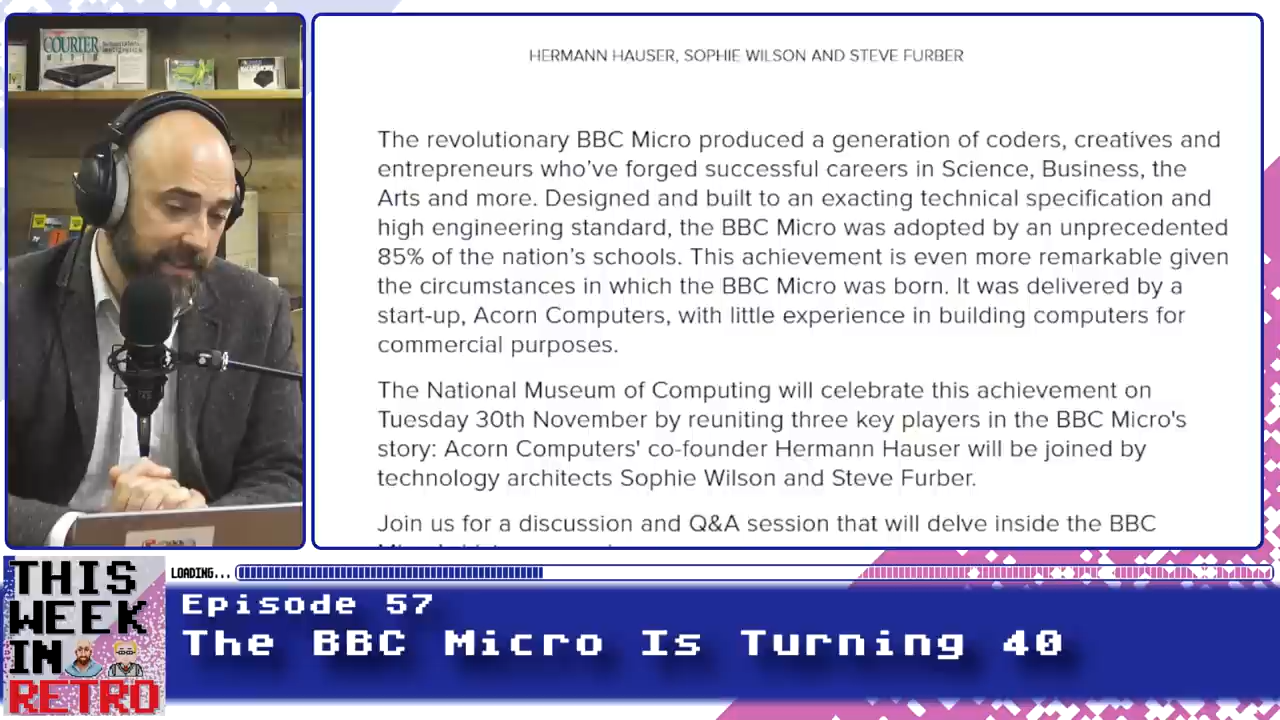 COURIER
HERMANN HAUSER, SOPHIE WILSON AND STEVE FURBER
The revolutionary BBC Micro produced a generation of coders, creatives and
entrepreneurs who've forged successful careers in Science, Business, the
Arts and more. Designed and built to an exacting technical specification and
high engineering standard, the BBC Micro was adopted by an unprecedented
85% of the nation's schools. This achievement is even more remarkable given
the circumstances in which the BBC Micro was born. It was delivered by a
start-up, Acorn Computers, with little experience in building computers for
commercial purposes.
The National Museum of Computing will celebrate this achievement on
Tuesday 30th November by reuniting three key players in the BBC Micro's
story: Acorn Computers' co-founder Hermann Hauser will be joined by
technology architects Sophie Wilson and Steve Furber.
Join us for a discussion and Q&A session that will delve inside the BBC
LOADING...
THIS
WEEK
IN
RETRO
Episode 57
The BBC Micro Is Turning 40